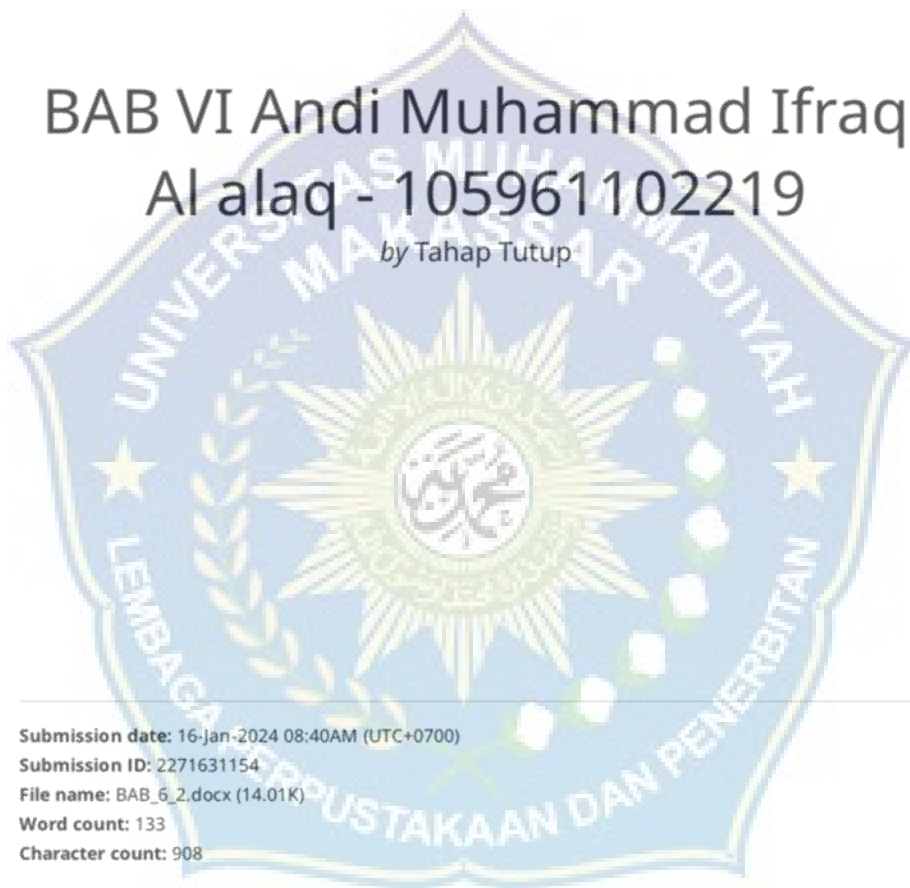 BAB VI Andi Muhammad Ifraq
Al alaq - 105961102219
by Tahap Tutup
UNIVERSITAS MUHAMMADIYAH
MAKASSAR
محمدية
LEMBAGA PERPUSTAKAAN DAN PENERBITAN
Submission date: 16-Jan-2024 08:40AM (UTC+0700)
Submission ID: 2271631154
File name: BAB_6_2.docx (14.01K)
Word count: 133
Character count: 908